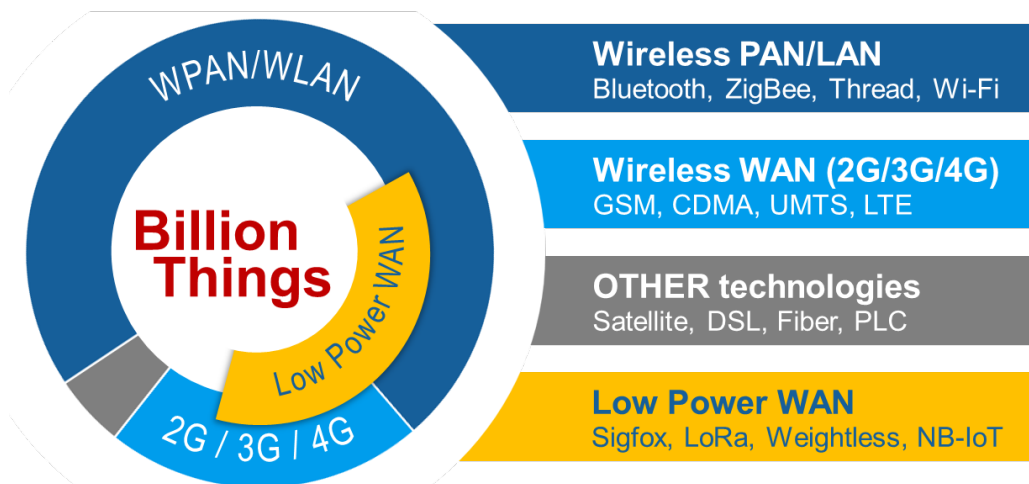 WPAN/WLAN
Billion
Things
Low Power WAN
2G / 3G / 4G
Wireless PAN/LAN
Bluetooth, ZigBee, Thread, Wi-Fi
Wireless WAN (2G/3G/4G)
GSM, CDMA, UMTS, LTE
OTHER technologies
Satellite, DSL, Fiber, PLC
Low Power WAN
Sigfox, LoRa, Weightless, NB-IoT